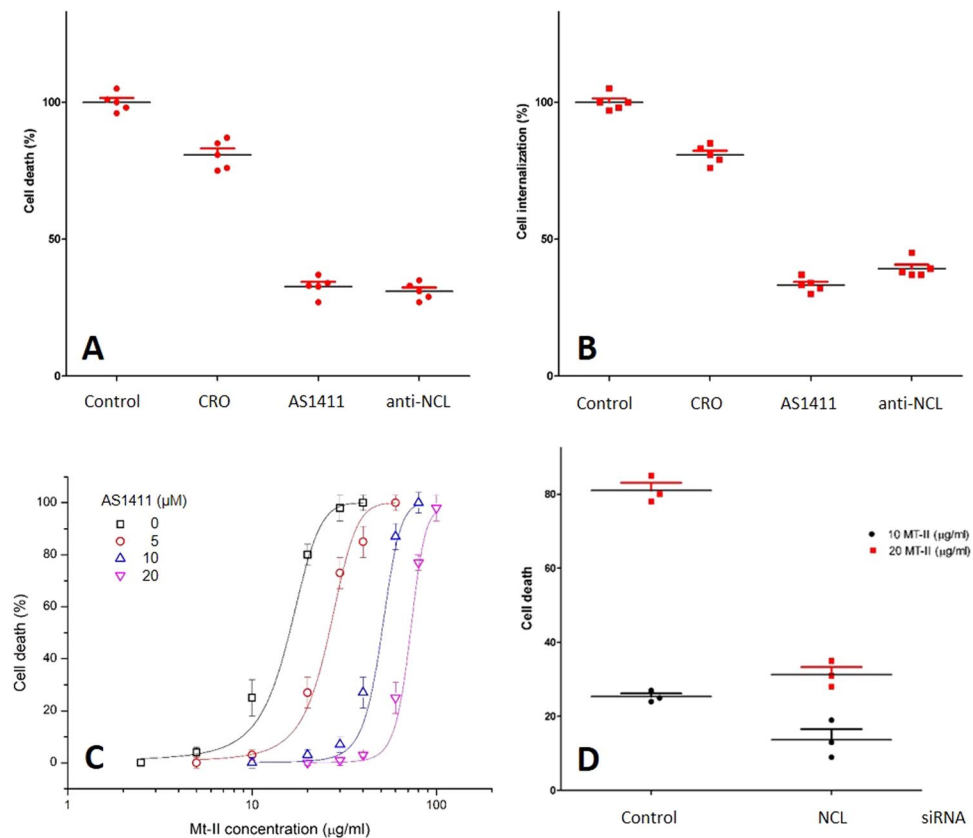 100
50
0
Cell death (%)
A
Control CRO AS1411 anti-NCL
100
50
0
Cell internalization (%)
B
Control CRO AS1411 anti-NCL
100
80
60
40
20
0
Cell death (%)
AS1411 (µM)
0
5
10
20
C
1 10 100
Mt-II concentration (µg/ml)
80
60
40
20
0
Cell death
10 MT-II (µg/ml)
20 MT-II (µg/ml)
D
Control NCL siRNA